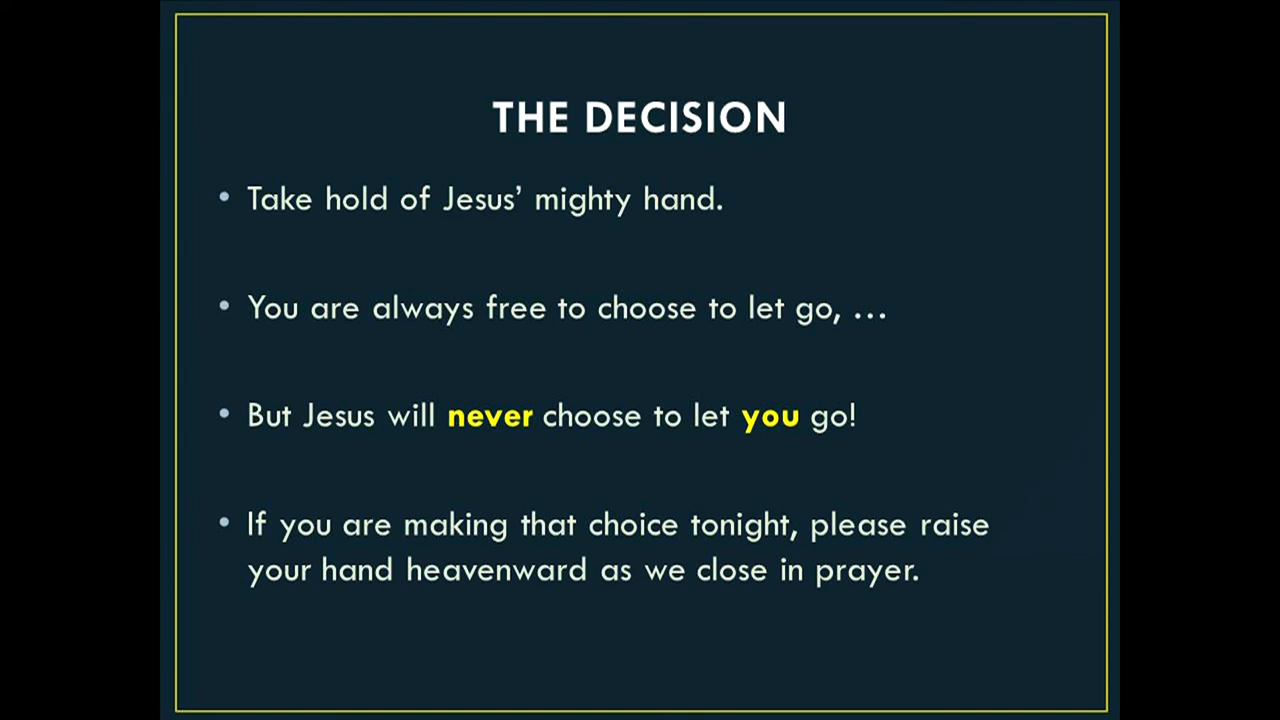 THE DECISION
• Take hold of Jesus’ mighty hand.
• You are always free to choose to let go, …
• But Jesus will never choose to let you go!
• If you are making that choice tonight, please raise
your hand heavenward as we close in prayer.